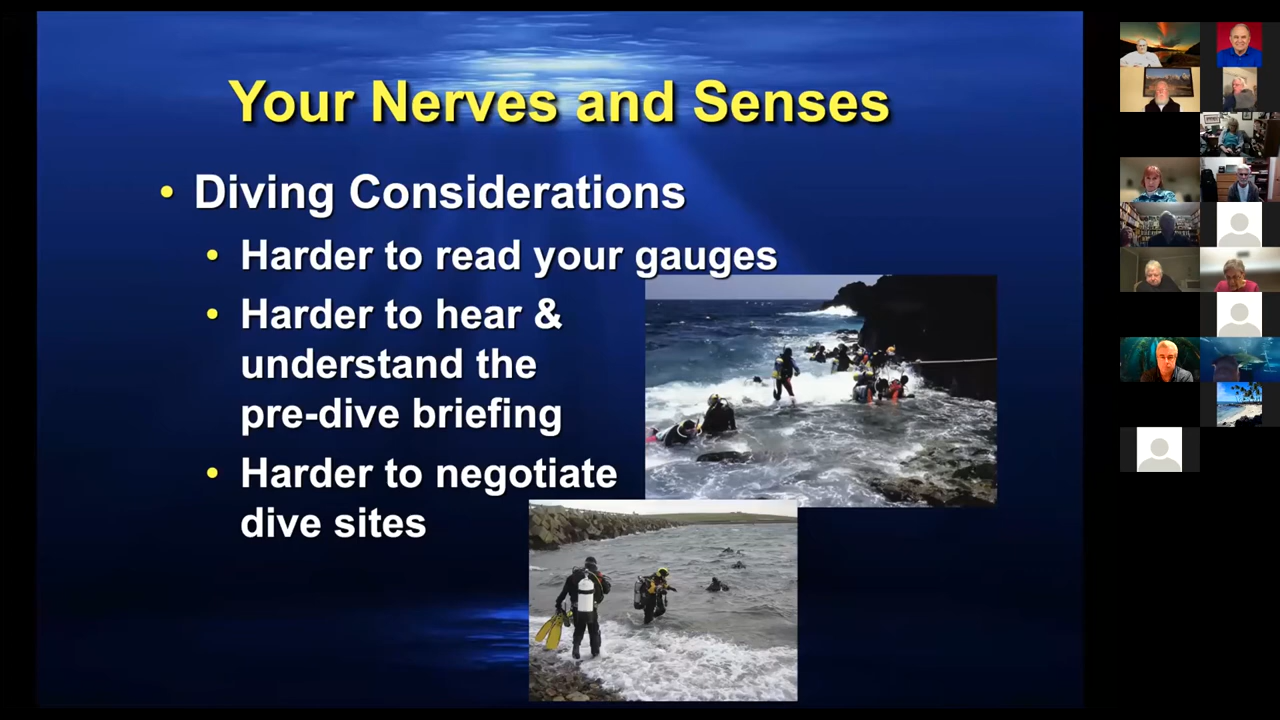 Your Nerves and Senses
• Diving Considerations
• Harder to read your gauges
• Harder to hear &
understand the
pre-dive briefing
• Harder to negotiate
dive sites